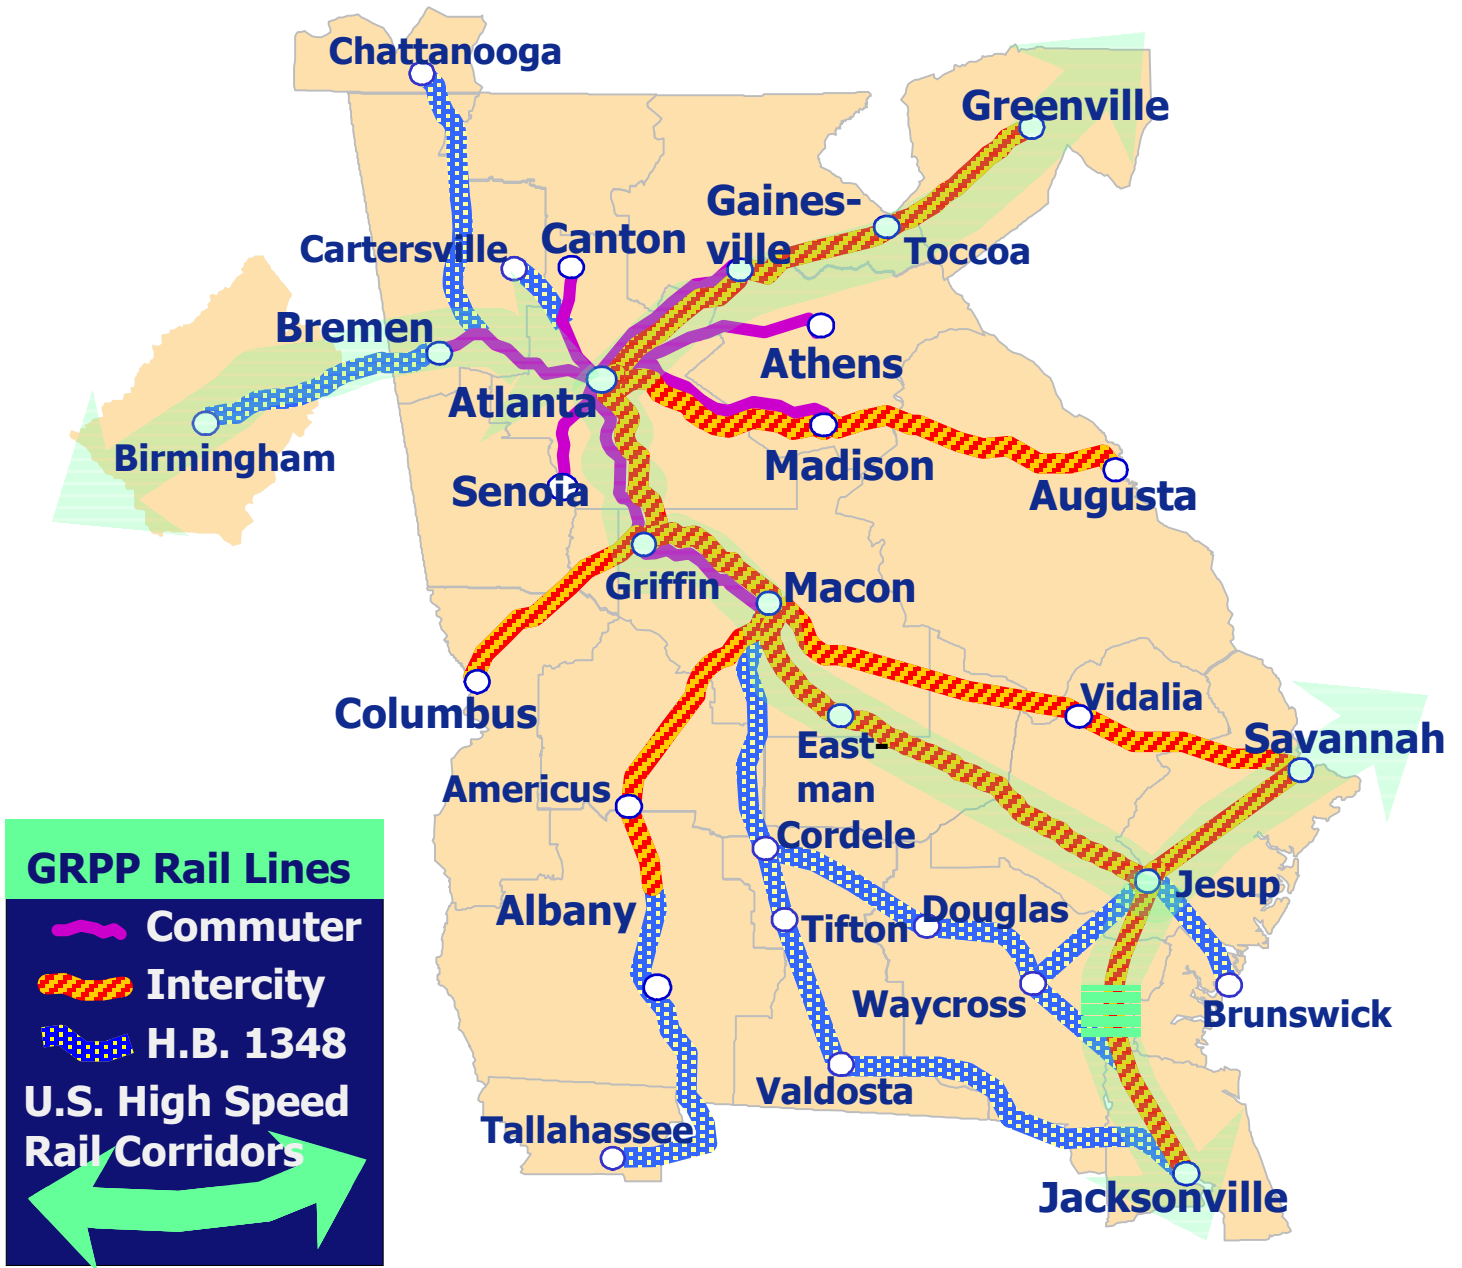 Chattanooga
Greenville
Gaines-
ville
Toccoa
Cartersville
Canton
Bremen
Athens
Atlanta
Birmingham
Madison
Senoia
Augusta
Griffin
Macon
Columbus
Vidalia
Savannah
East-
man
Americus
Cordele
Jesup
Albany
Douglas
Tifton
Waycross
Brunswick
Valdosta
Tallahassee
Jacksonville
GRPP Rail Lines
Commuter
Intercity
H.B. 1348
U.S. High Speed
Rail Corridors